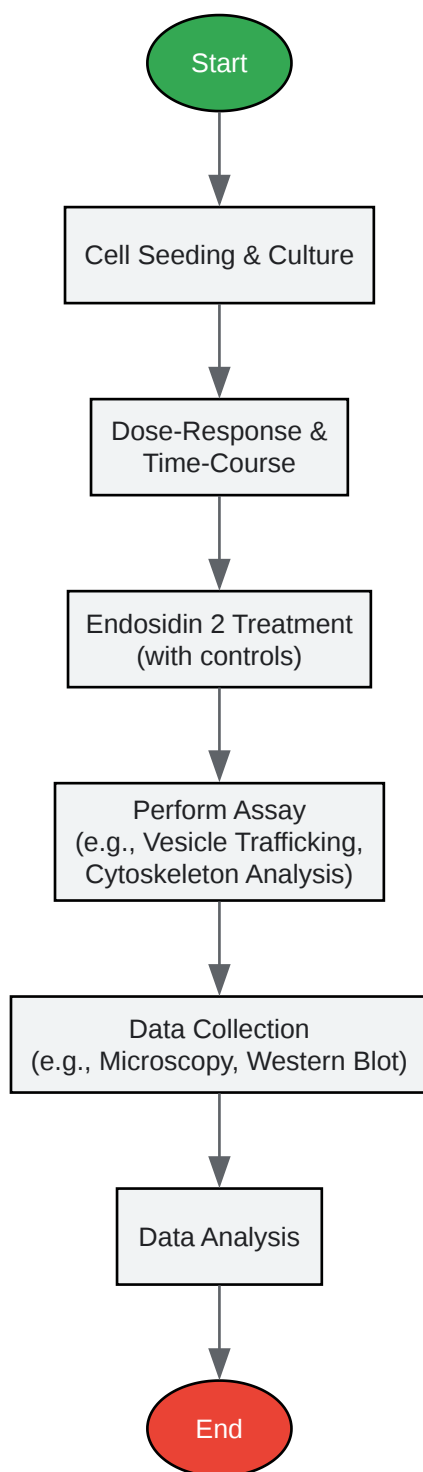 Start
Cell Seeding & Culture
Dose-Response &
Time-Course
Endosidin 2 Treatment
(with controls)
Perform Assay
(e.g., Vesicle Trafficking,
Cytoskeleton Analysis)
Data Collection
(e.g., Microscopy, Western Blot)
Data Analysis
End